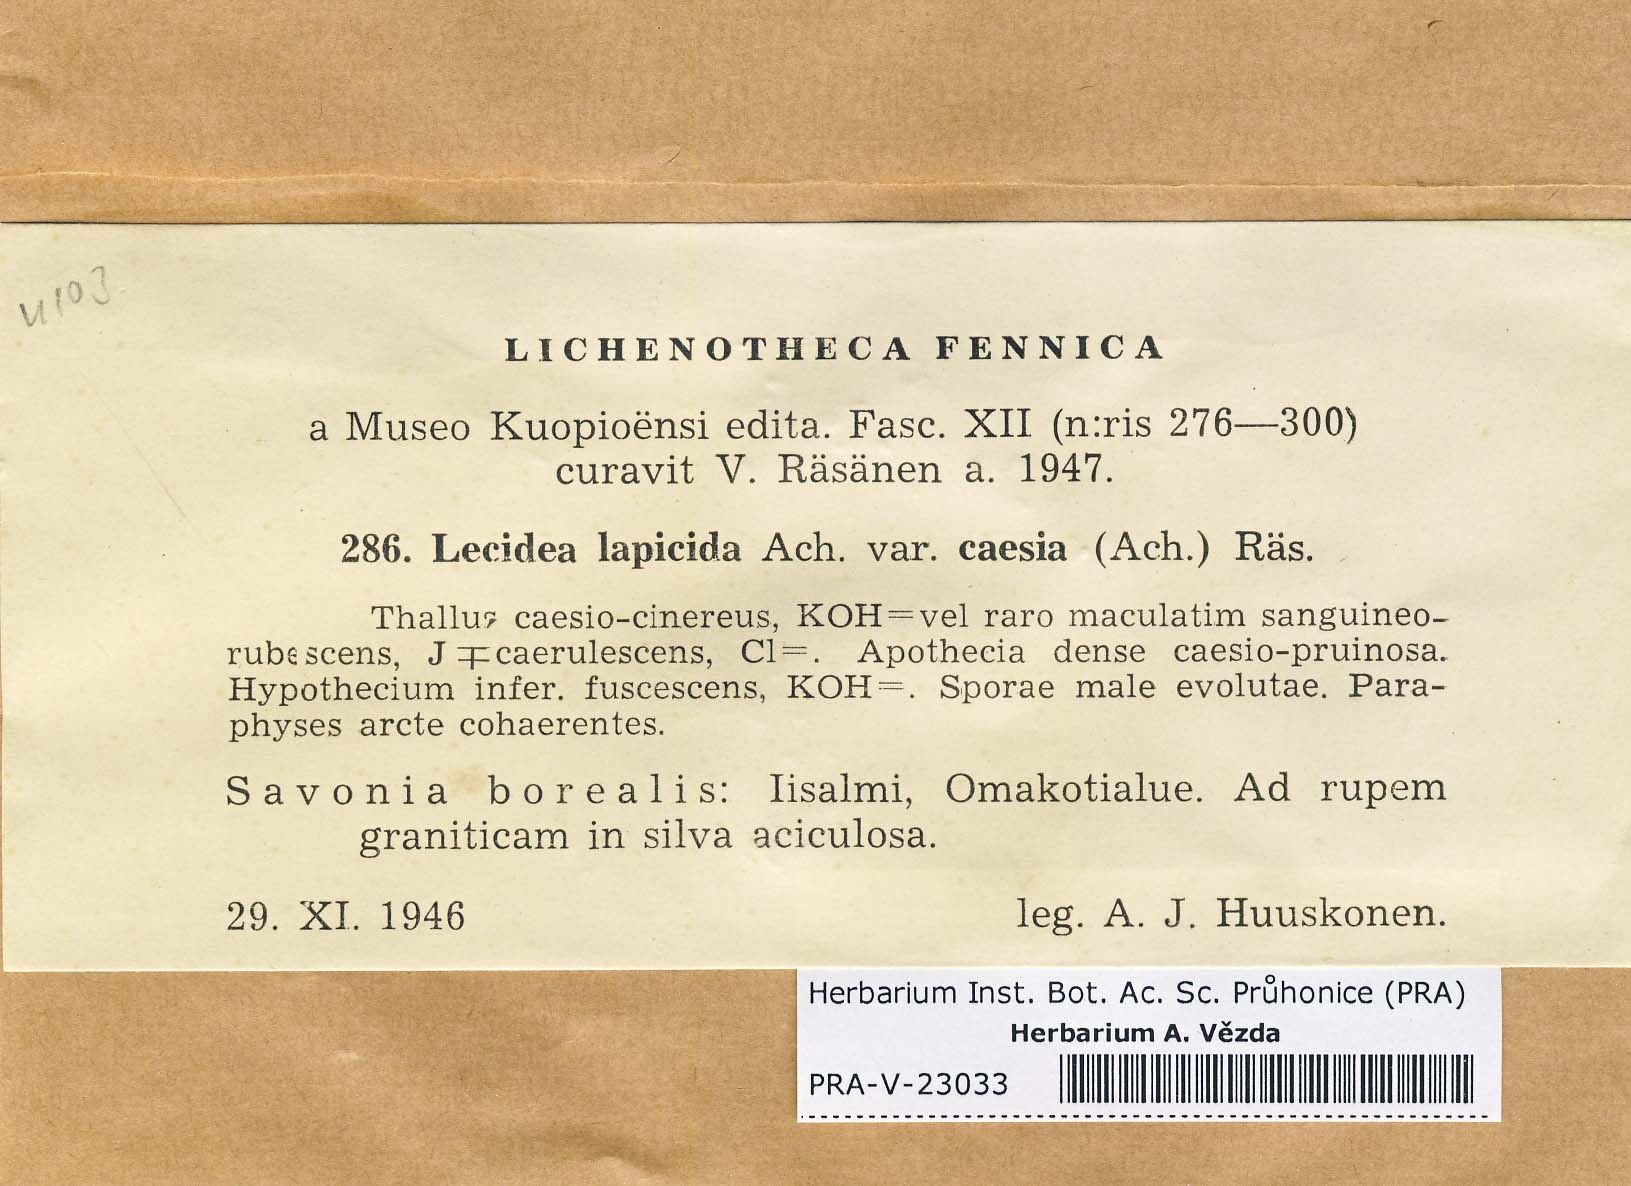 4103
LICHENOTHECA FENNICA
a Museo Kuopioënsi edita. Fasc. XII (n:ris 276—300)
curavit V. Räsänen a. 1947.
286. Lecidea lapicida Ach. var. caesia (Ach.) Räs.
Thallus caesio-cinereus, KOH=vel raro maculatim sanguineo-
rubescens, J ∓caerulescens, Cl=. Apothecia dense caesio-pruinosa.
Hypothecium infer. fuscescens, KOH=. Sporae male evolutae. Para-
physes arcte cohaerentes.
Savonia borealis: Iisalmi, Omakotialue. Ad rupem
graniticam in silva aciculosa.
29. XI. 1946 leg. A. J. Huuskonen.
Herbarium Inst. Bot. Ac. Sc. Průhonice (PRA)
Herbarium A. Vězda
PRA-V-23033